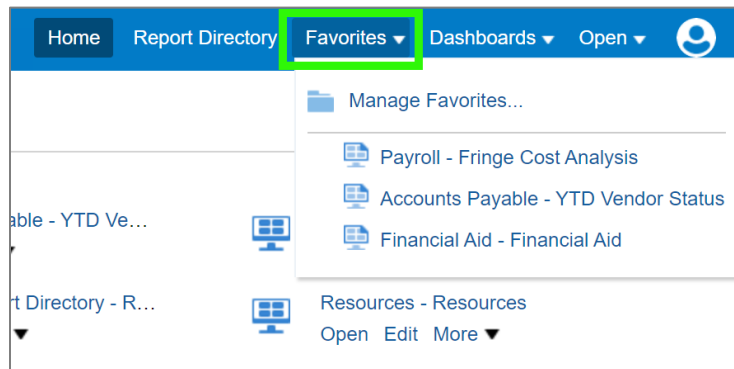 Home Report Directory Favorites Dashboards Open
Manage Favorites...
Payroll - Fringe Cost Analysis
Accounts Payable - YTD Vendor Status
Financial Aid - Financial Aid
able - YTD Ve...
t Directory - R...
Resources - Resources
Open Edit More